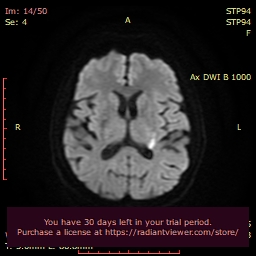 Im: 14/50
Se: 4
STP94
STP94
F
A
Ax DWI B 1000
R
L
You have 30 days left in your trial period.
Purchase a license at https://radiantviewer.com/store/